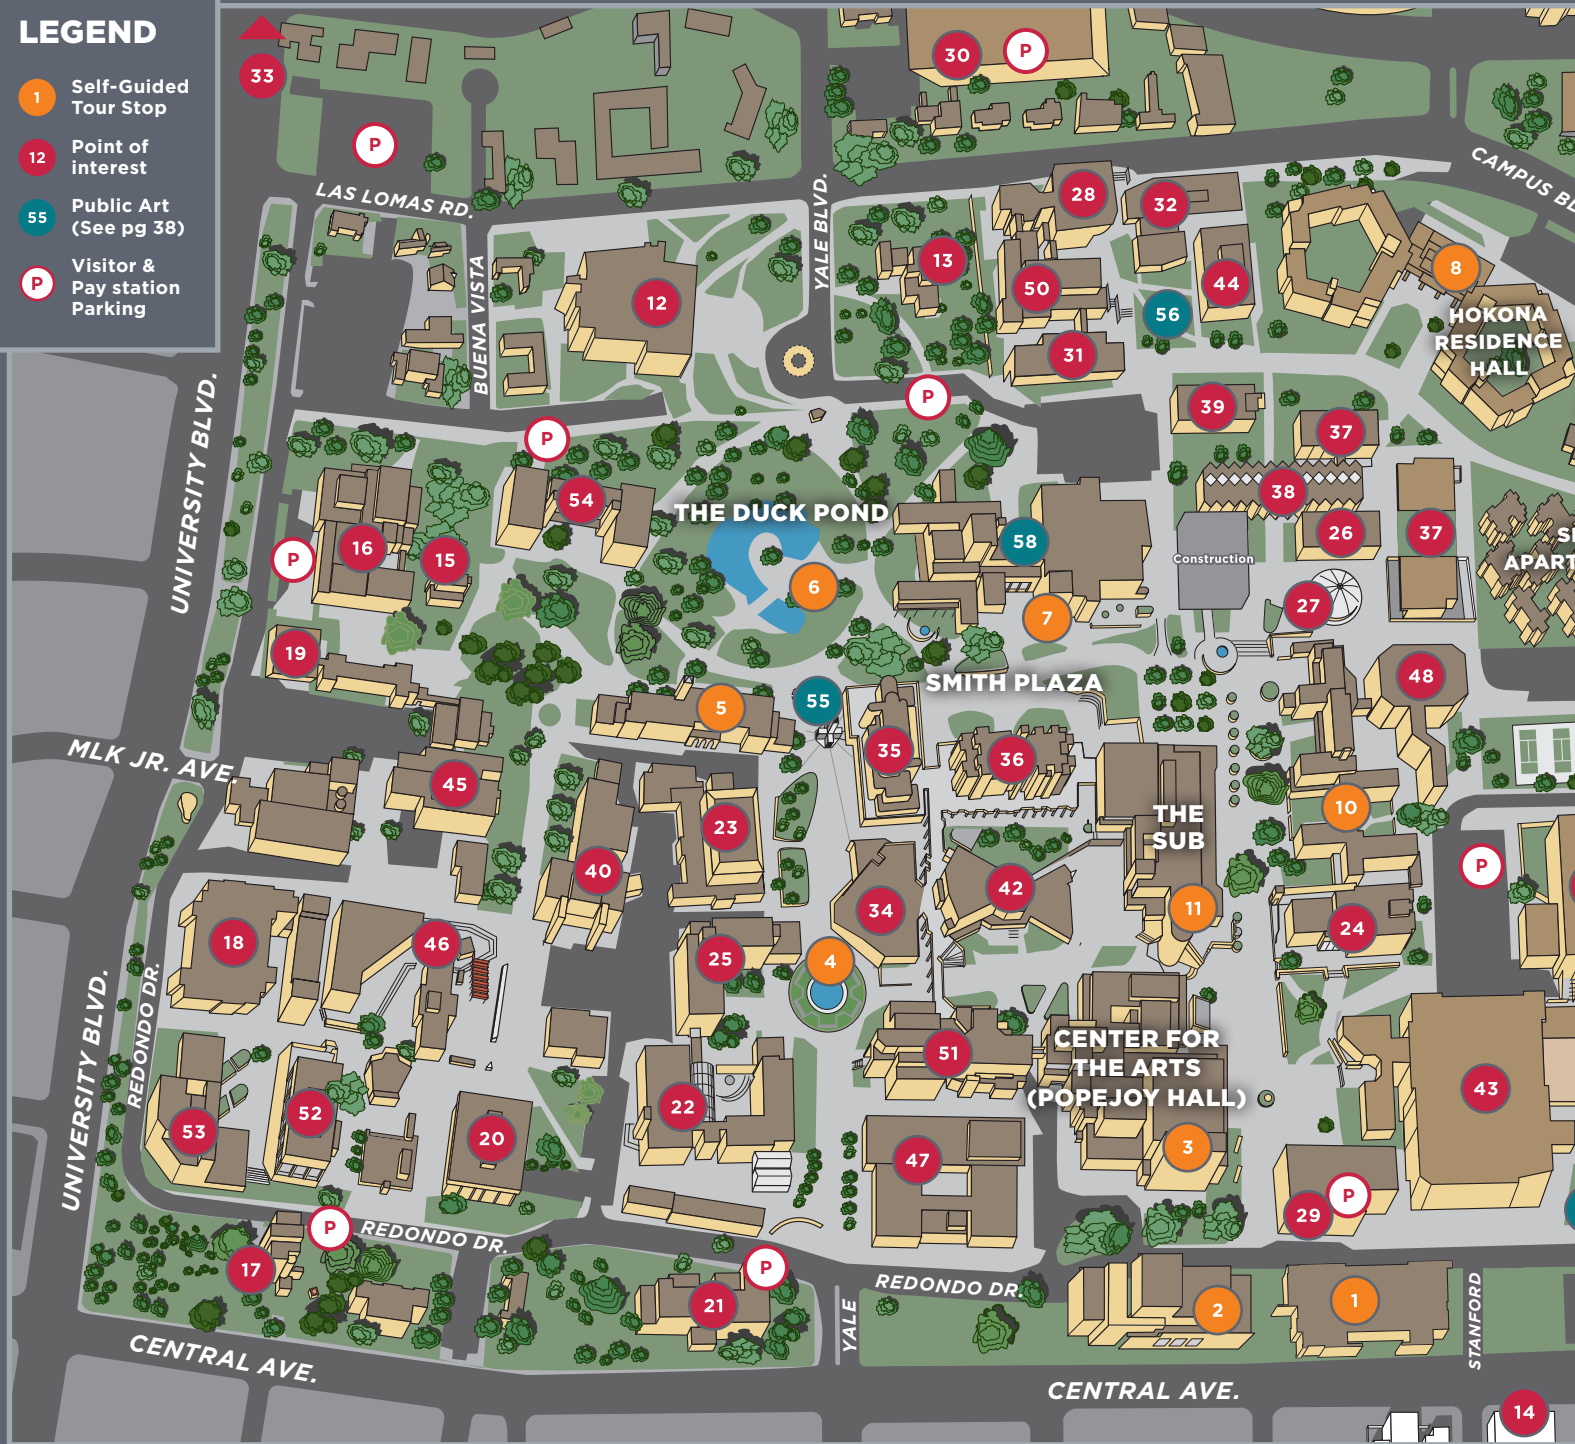 LEGEND
1
Self-Guided
Tour Stop
12
Point of
interest
55
Public Art
(See pg 38)
P
Visitor &
Pay station
Parking
33
30
P
P
LAS LOMAS RD.
YALE BLVD.
CAMPUS BL
28
32
13
50
44
8
12
56
BUENA VISTA
HOKONA
RESIDENCE
HALL
31
P
39
37
UNIVERSITY BLVD.
P
54
38
THE DUCK POND
16
15
P
58
26
37
Construction
APART
6
7
27
19
SMITH PLAZA
48
5
55
35
36
MLK JR. AVE.
45
10
THE
SUB
23
P
40
42
34
11
24
18
46
25
4
REDONDO DR.
UNIVERSITY BLVD.
51
CENTER FOR
THE ARTS
(POPEJOY HALL)
43
53
52
20
22
47
3
P
29
17
P
REDONDO DR.
P
21
REDONDO DR.
YALE
2
1
STANFORD
CENTRAL AVE.
CENTRAL AVE.
14